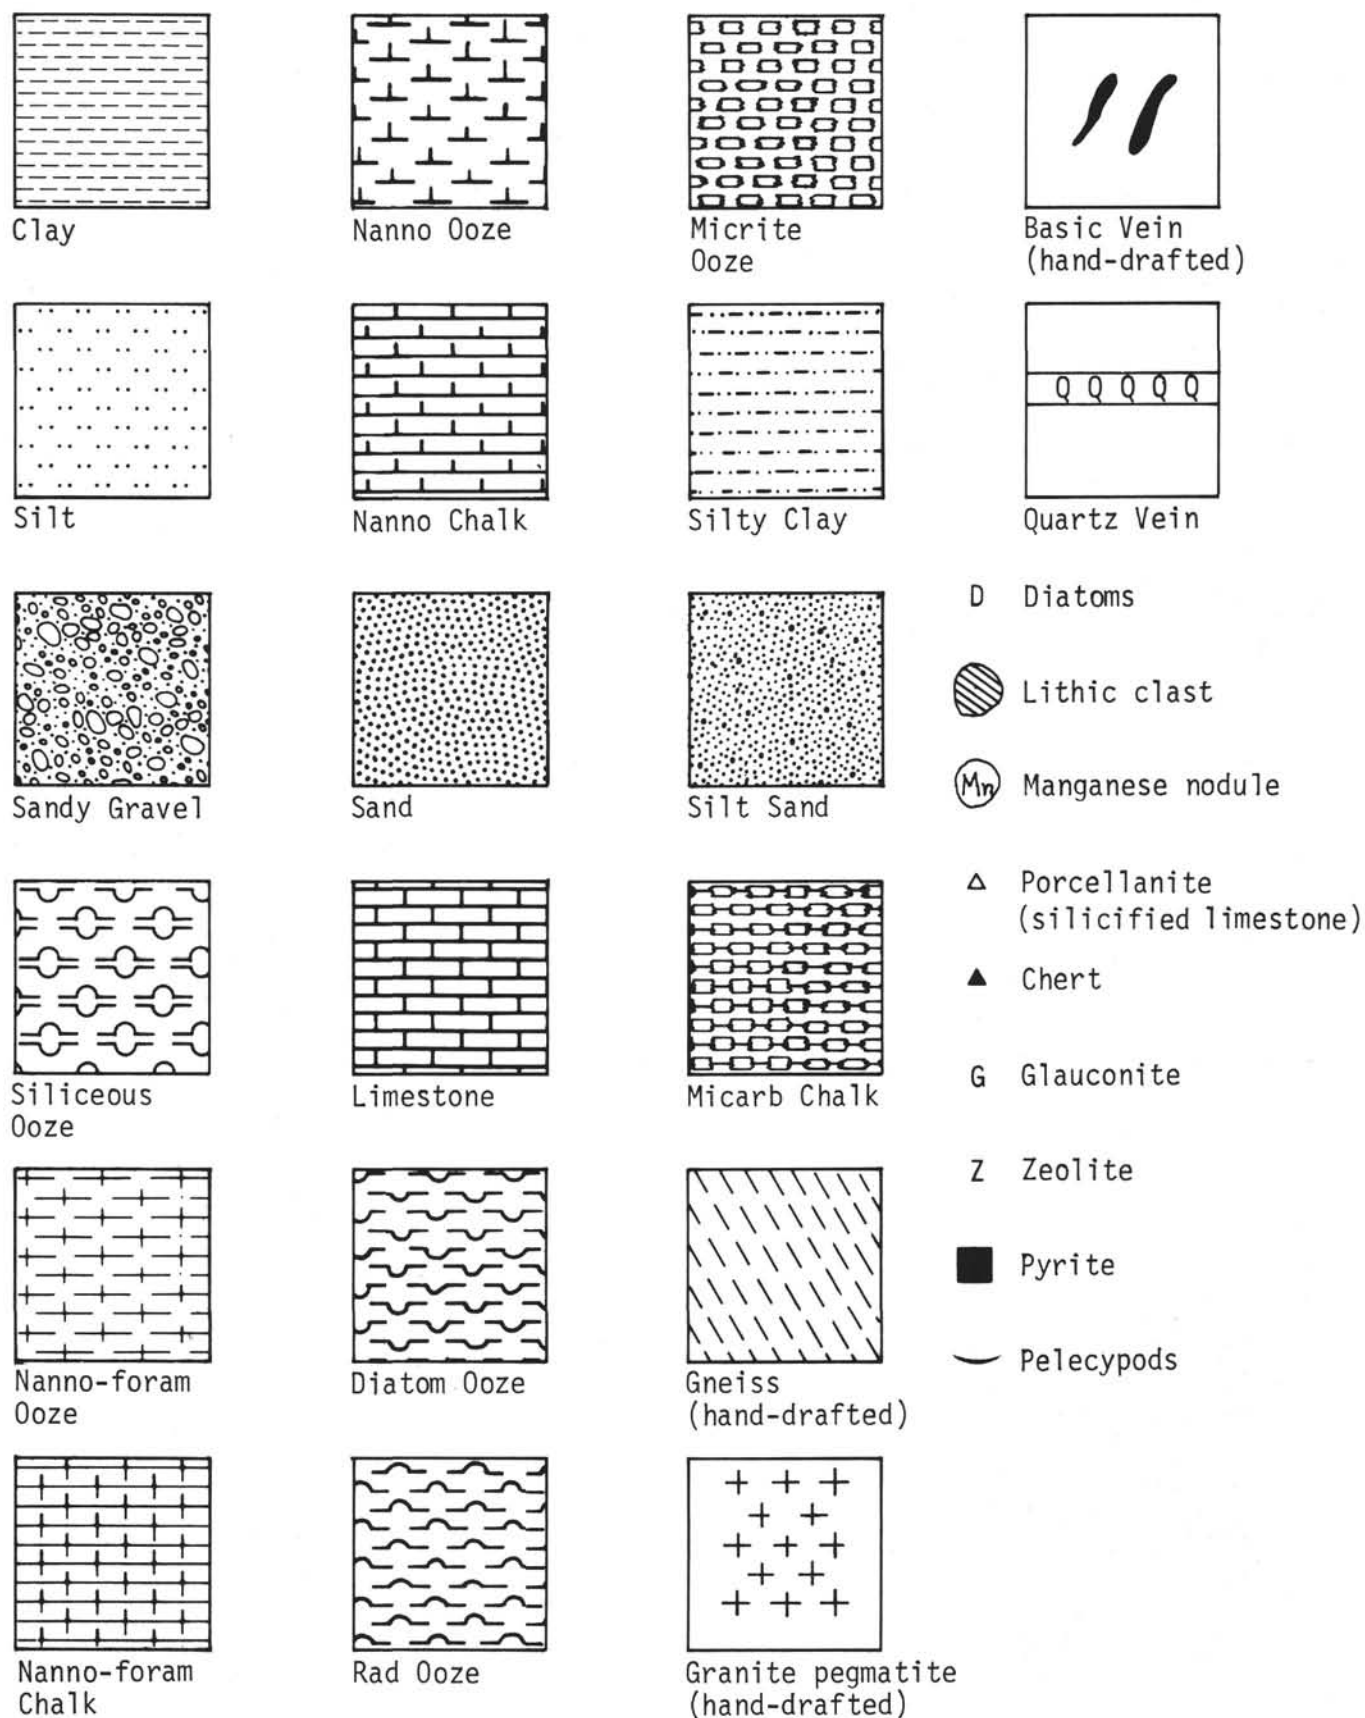 Clay
Nanno Ooze
Micrite
Ooze
Basic Vein
(hand-drafted)
Q Q Q Q Q
Silt
Nanno Chalk
Silty Clay
Quartz Vein
D Diatoms
Lithic clast
Sandy Gravel
Sand
Silt Sand
Mn Manganese nodule
Porcellanite
(silicified limestone)
Chert
Siliceous
Ooze
Limestone
Micarb Chalk
G Glauconite
Z Zeolite
Pyrite
Pelecypods
Nanno-foram
Ooze
Diatom Ooze
Gneiss
(hand-drafted)
Nanno-foram
Chalk
Rad Ooze
Granite pegmatite
(hand-drafted)